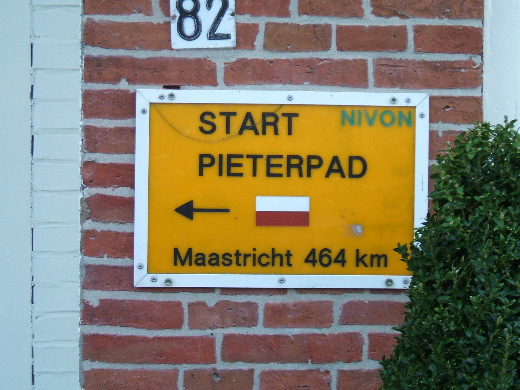 82
START NIVON
PIETERPAD
Maastricht 464 km